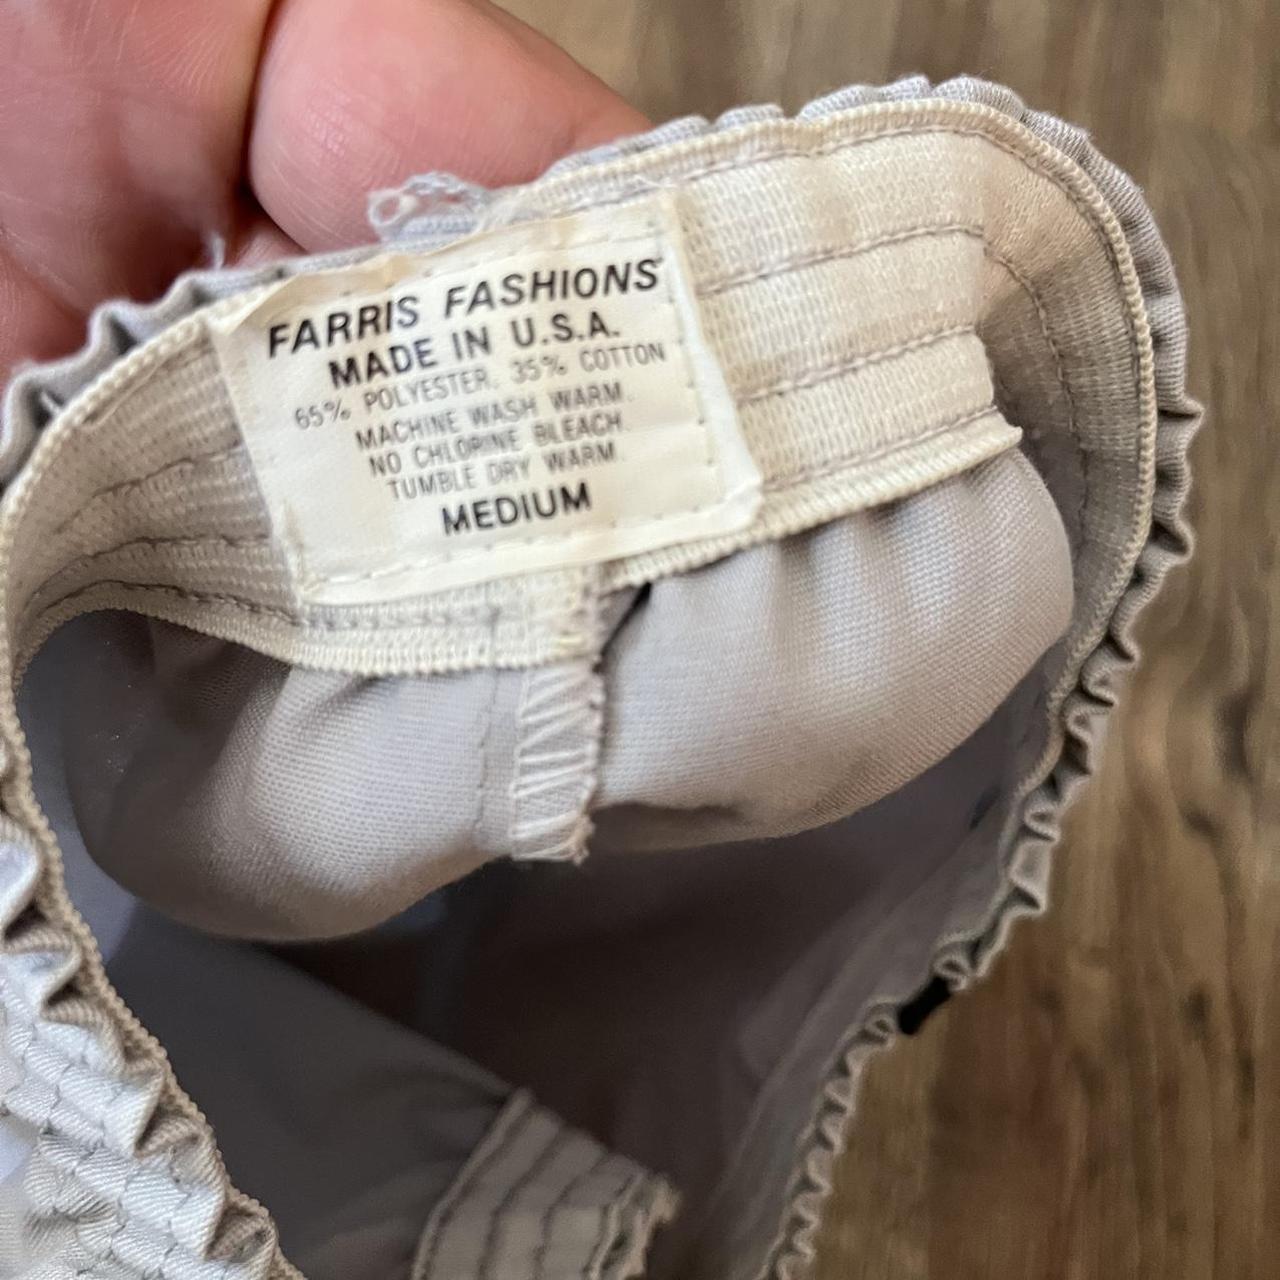 FARRIS FASHIONS
MADE IN U.S.A.
65% POLYESTER, 35% COTTON
MACHINE WASH WARM.
NO CHLORINE BLEACH.
TUMBLE DRY WARM.
MEDIUM